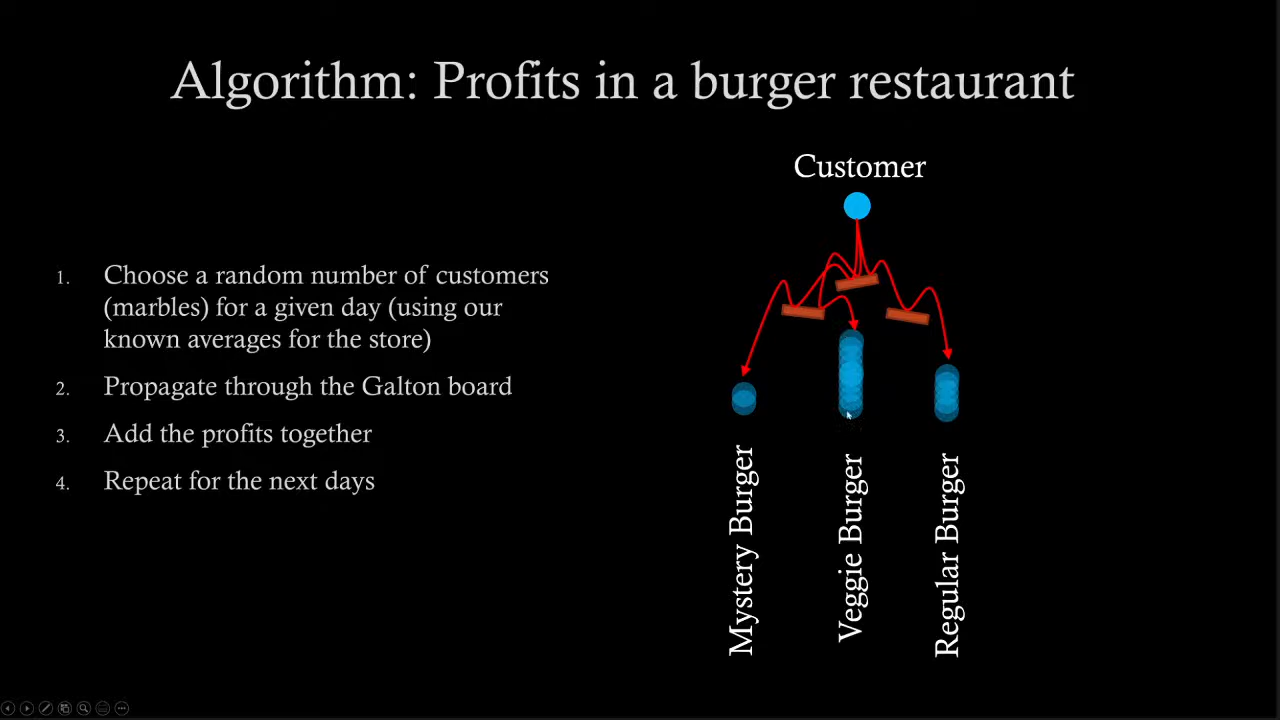 Algorithm: Profits in a burger restaurant
Customer
1. Choose a random number of customers
(marbles) for a given day (using our
known averages for the store)
2. Propagate through the Galton board
3. Add the profits together
4. Repeat for the next days
Mystery Burger
Veggie Burger
Regular Burger